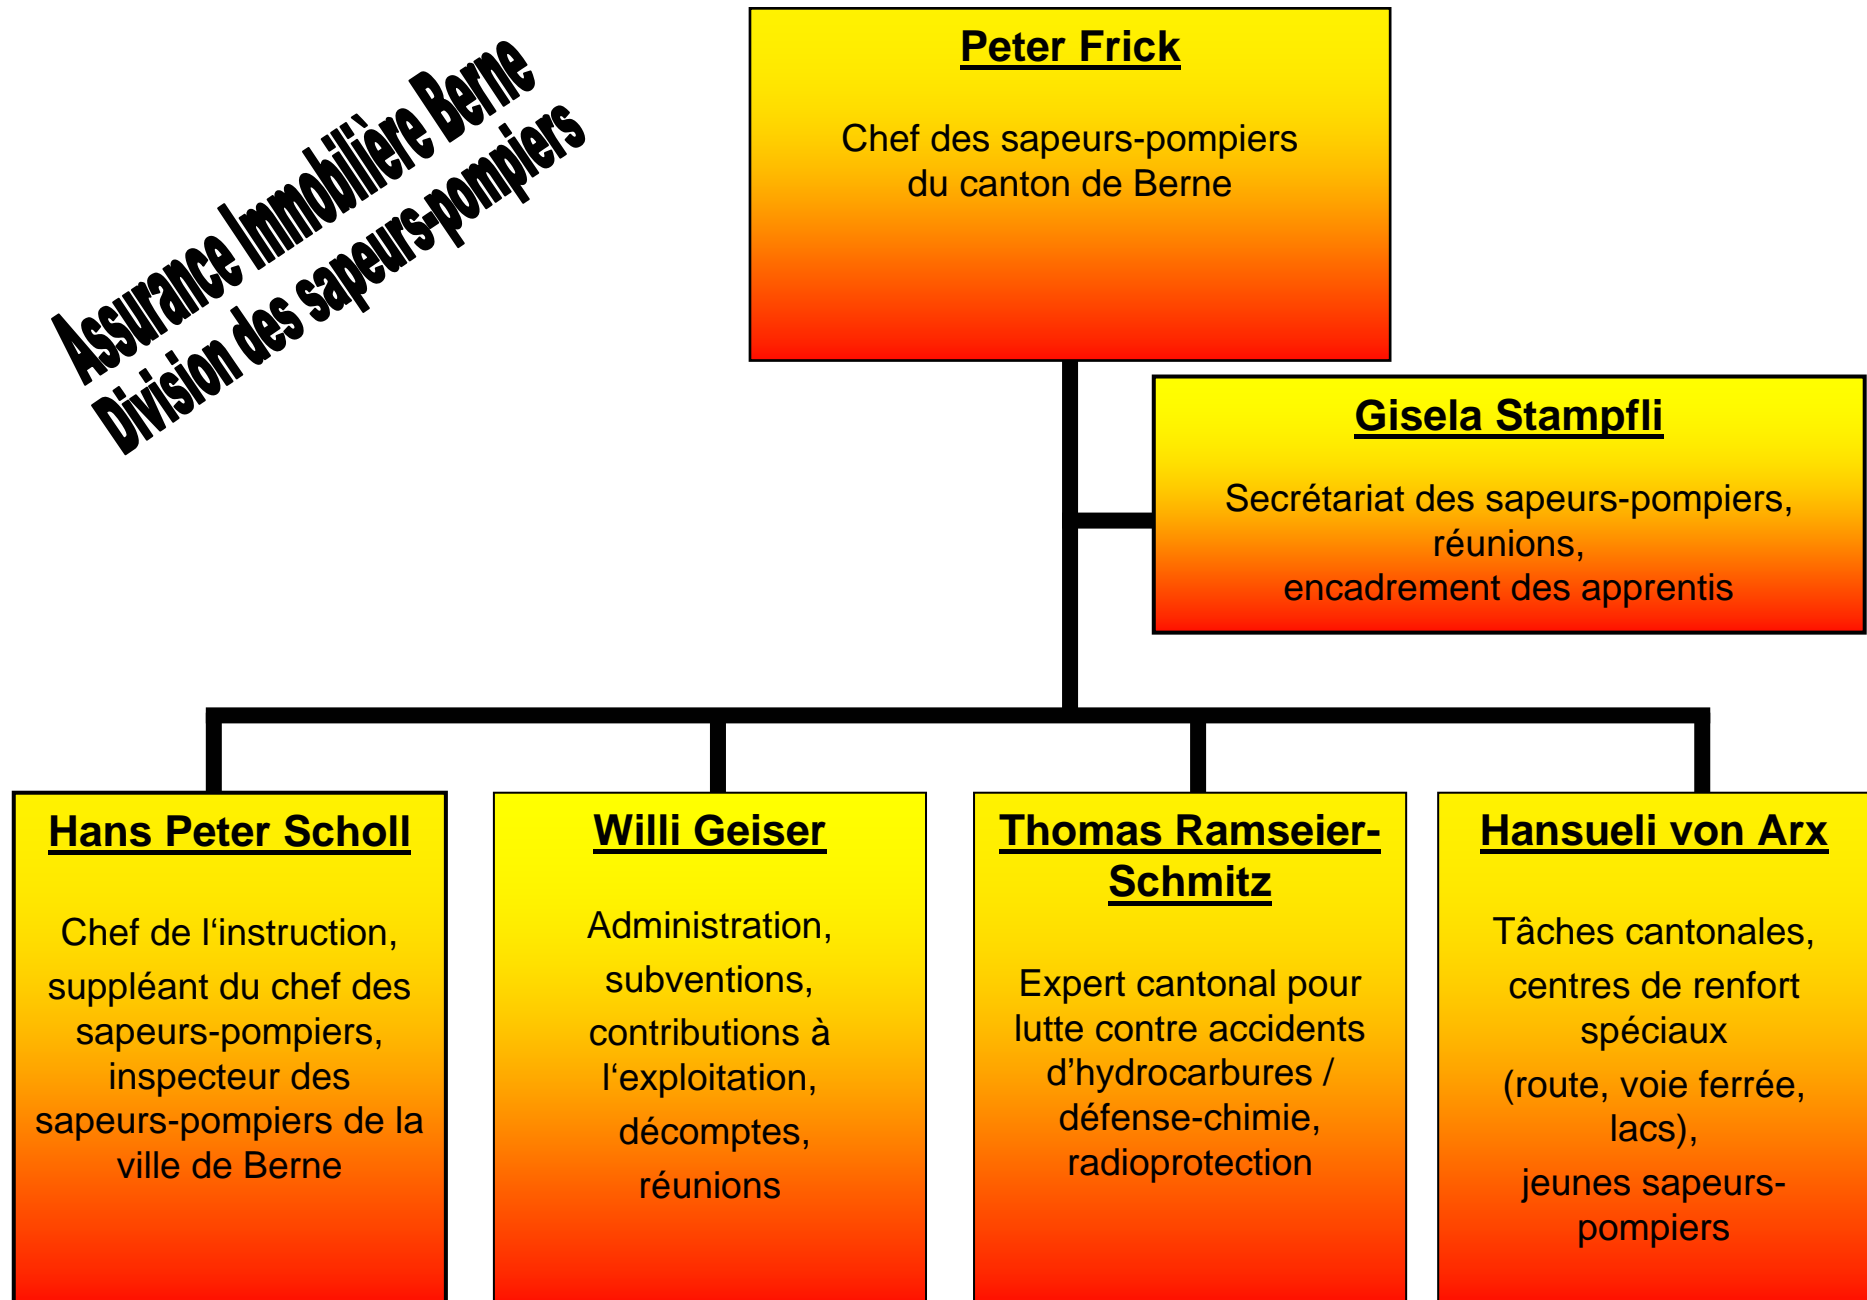 Assurance Immobilière Berne
Division des sapeurs-pompiers
Peter Frick
Chef des sapeurs-pompiers
du canton de Berne
Gisela Stampfli
Secrétariat des sapeurs-pompiers,
réunions,
encadrement des apprentis
Hans Peter Scholl
Chef de l‘instruction,
suppléant du chef des
sapeurs-pompiers,
inspecteur des
sapeurs-pompiers de la
ville de Berne
Willi Geiser
Administration,
subventions,
contributions à
l‘exploitation,
décomptes,
réunions
Thomas Ramseier-
Schmitz
Expert cantonal pour
lutte contre accidents
d’hydrocarbures /
défense-chimie,
radioprotection
Hansueli von Arx
Tâches cantonales,
centres de renfort
spéciaux
(route, voie ferrée,
lacs),
jeunes sapeurs-
pompiers